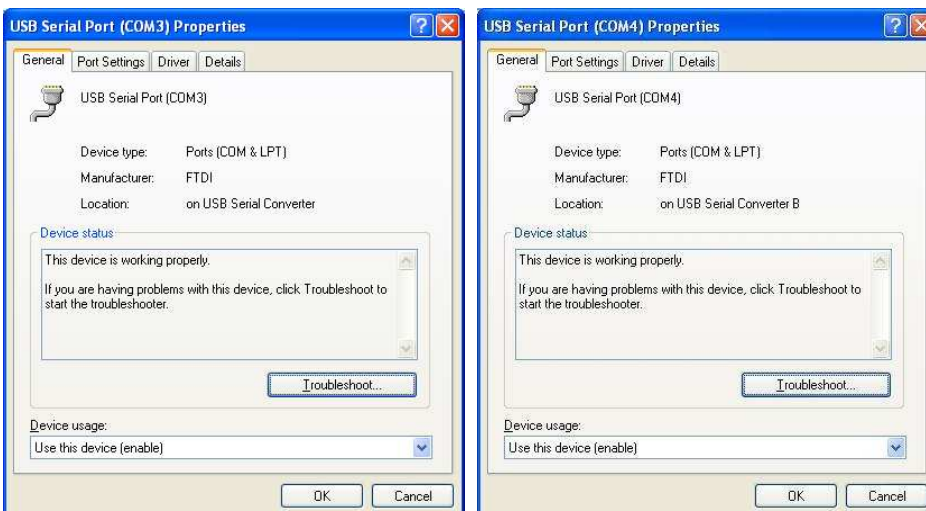 USB Serial Port (COM3) Properties
General Port Settings Driver Details
USB Serial Port (COM3)
Device type: Ports (COM & LPT)
Manufacturer: FTDI
Location: on USB Serial Converter
Device status
This device is working properly.
If you are having problems with this device, click Troubleshoot to
start the troubleshooter.
Troubleshoot...
Device usage:
Use this device (enable)
OK Cancel
USB Serial Port (COM4) Properties
General Port Settings Driver Details
USB Serial Port (COM4)
Device type: Ports (COM & LPT)
Manufacturer: FTDI
Location: on USB Serial Converter B
Device status
This device is working properly.
If you are having problems with this device, click Troubleshoot to
start the troubleshooter.
Troubleshoot...
Device usage:
Use this device (enable)
OK Cancel